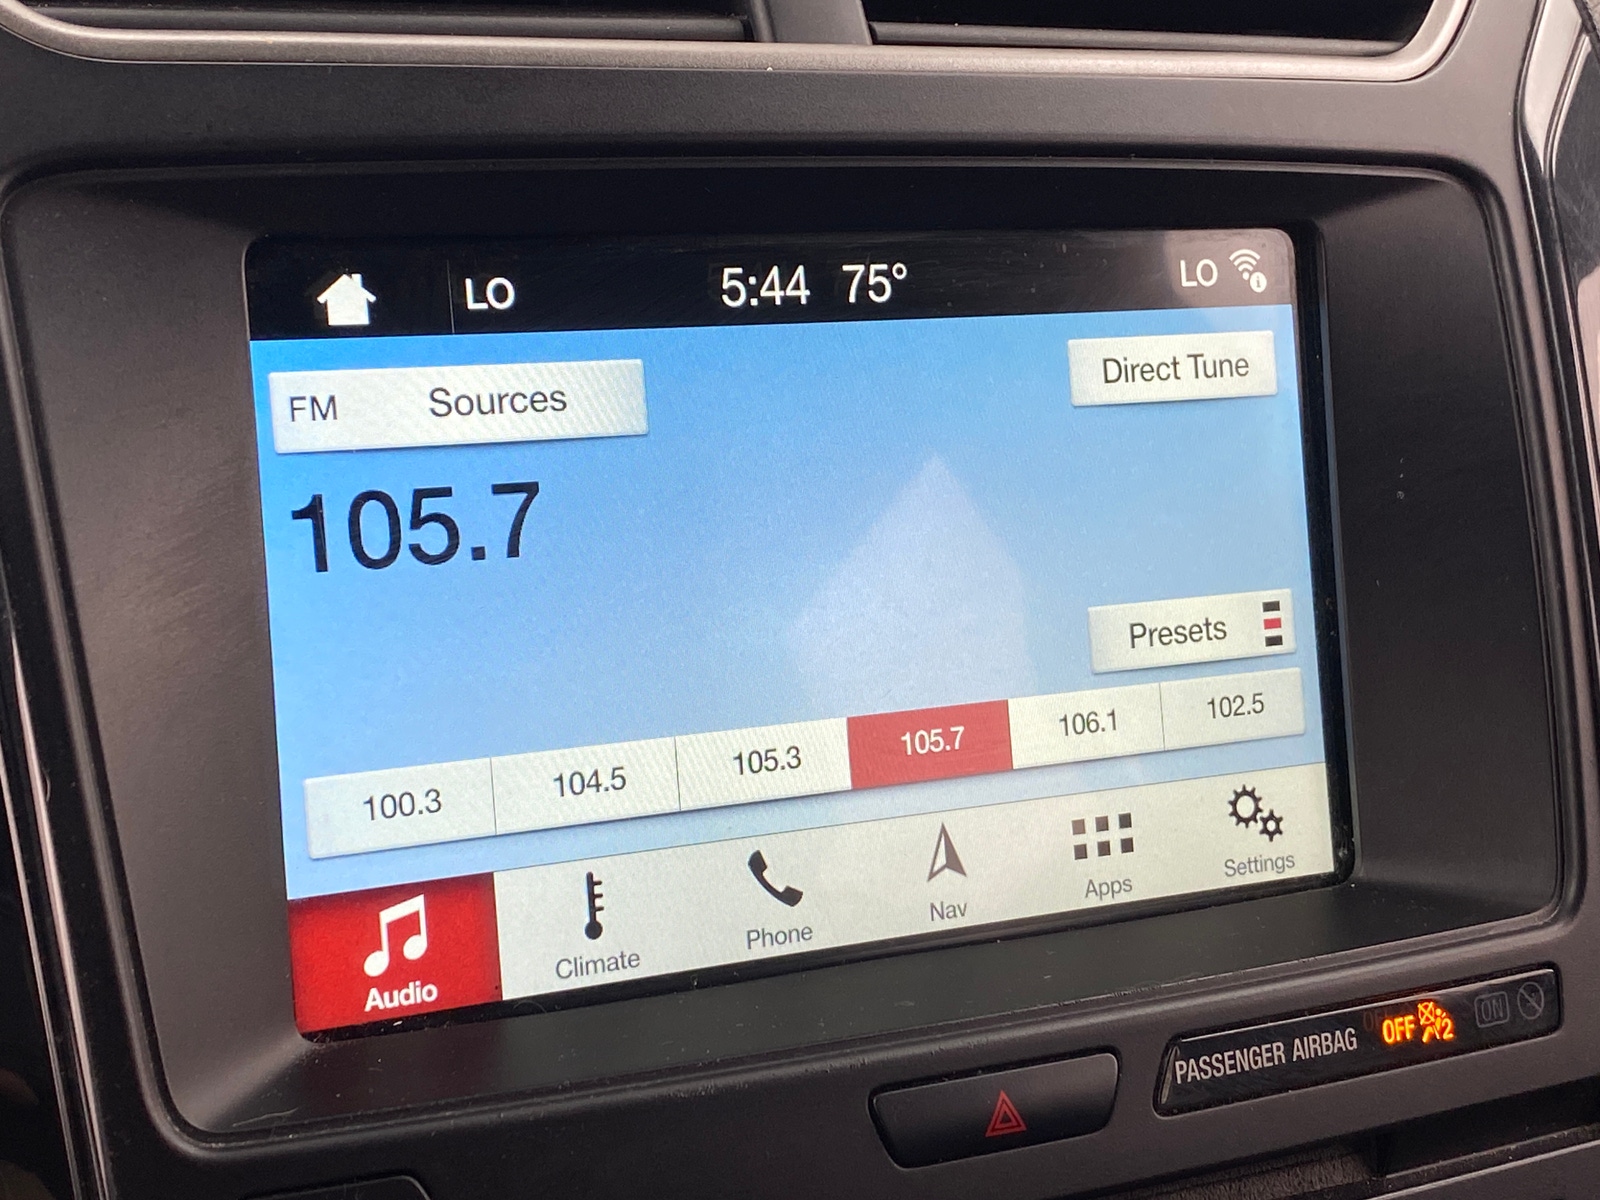 LO 5:44 75° LO
FM Sources
Direct Tune
105.7
Presets
100.3 104.5 105.3 105.7 106.1 102.5
Audio Climate Phone Nav Apps Settings
PASSENGER AIRBAG OFF 2 ON